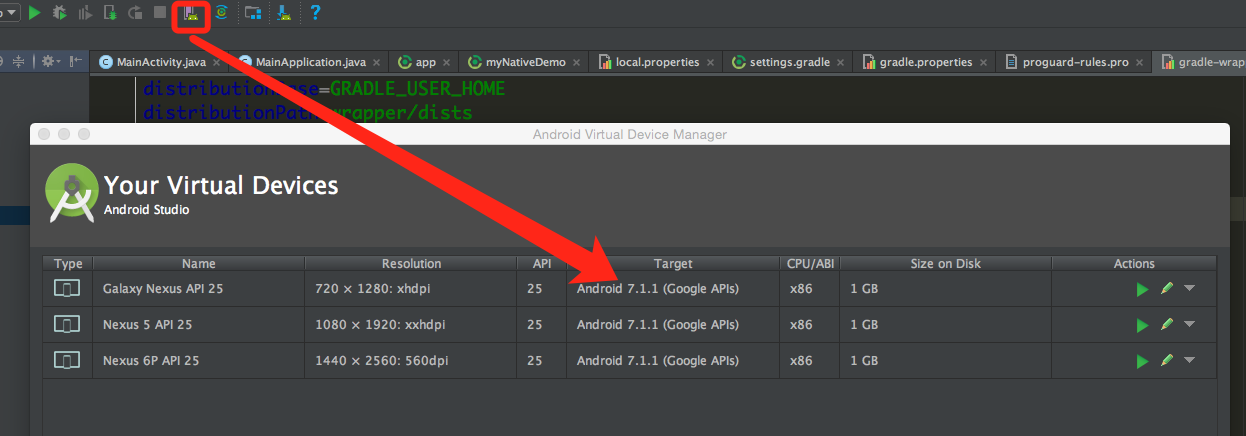 MainActivity.java MainApplication.java app myNativeDemo local.properties settings.gradle gradle.properties proguard-rules.pro gradle-wrap
GRADLE_USER_HOME
wrapper/dists
Android Virtual Device Manager
Your Virtual Devices
Android Studio
Type Name Resolution API Target CPU/ABI Size on Disk Actions
Galaxy Nexus API 25 720 × 1280: xhdpi 25 Android 7.1.1 (Google APIs) x86 1 GB
Nexus 5 API 25 1080 × 1920: xxhdpi 25 Android 7.1.1 (Google APIs) x86 1 GB
Nexus 6P API 25 1440 × 2560: 560dpi 25 Android 7.1.1 (Google APIs) x86 1 GB